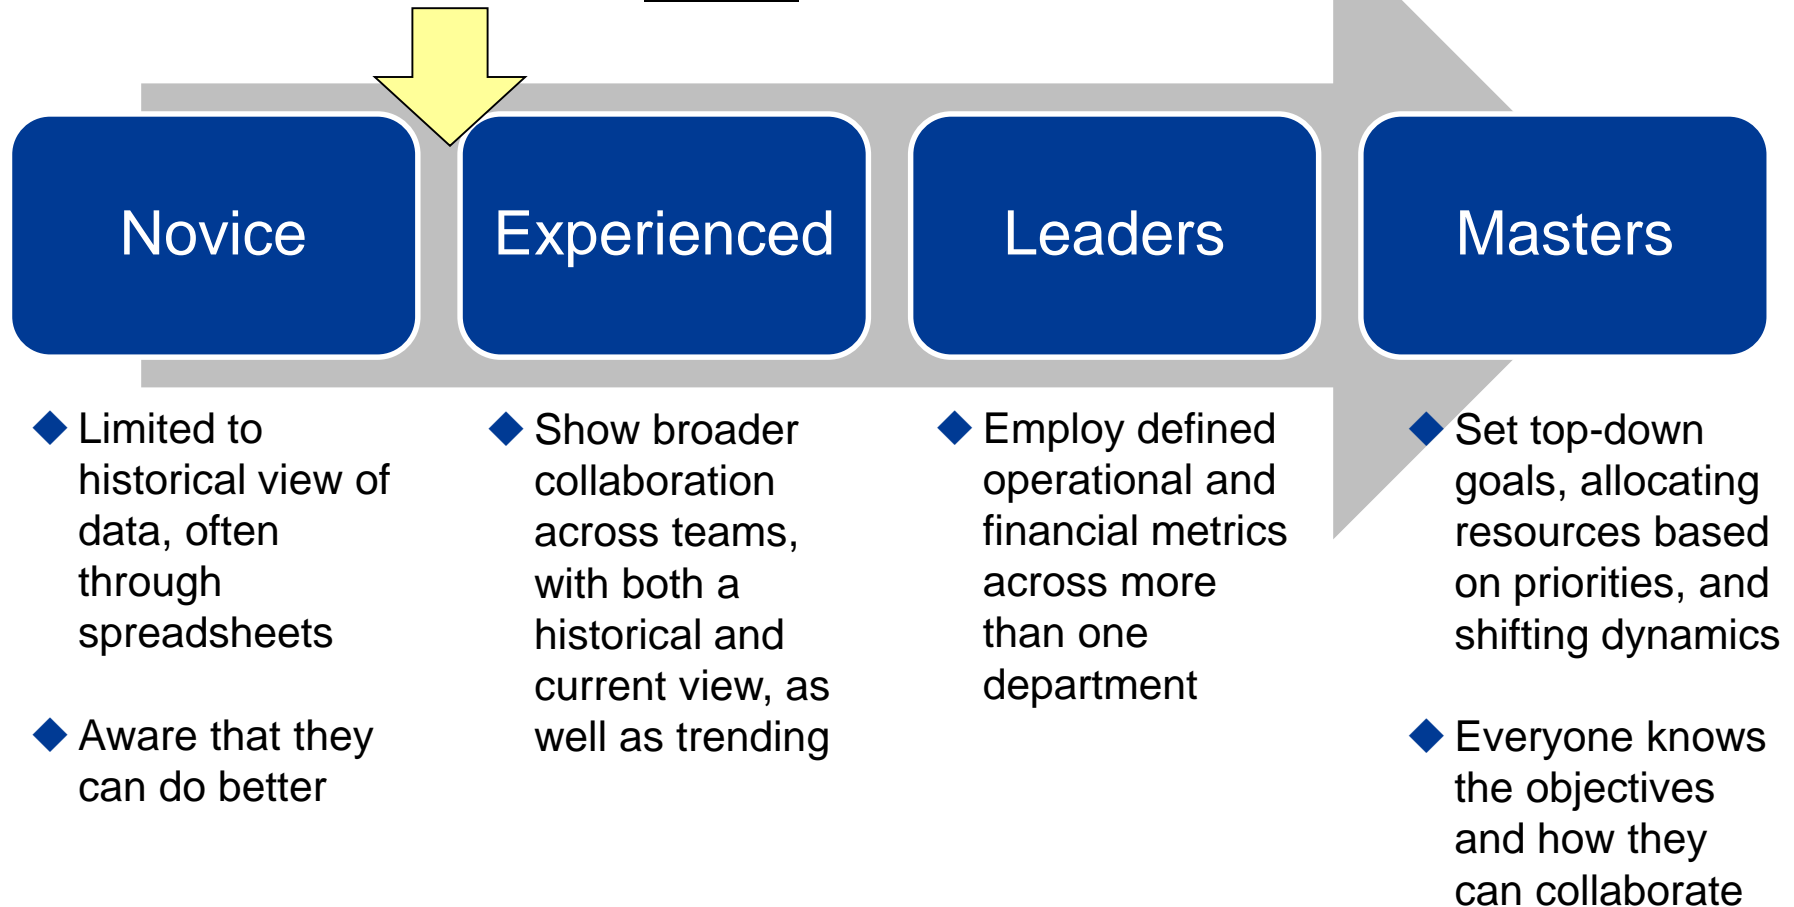 Novice
Experienced
Leaders
Masters
Limited to
historical view of
data, often
through
spreadsheets
Aware that they
can do better
Show broader
collaboration
across teams,
with both a
historical and
current view, as
well as trending
Employ defined
operational and
financial metrics
across more
than one
department
Set top-down
goals, allocating
resources based
on priorities, and
shifting dynamics
Everyone knows
the objectives
and how they
can collaborate